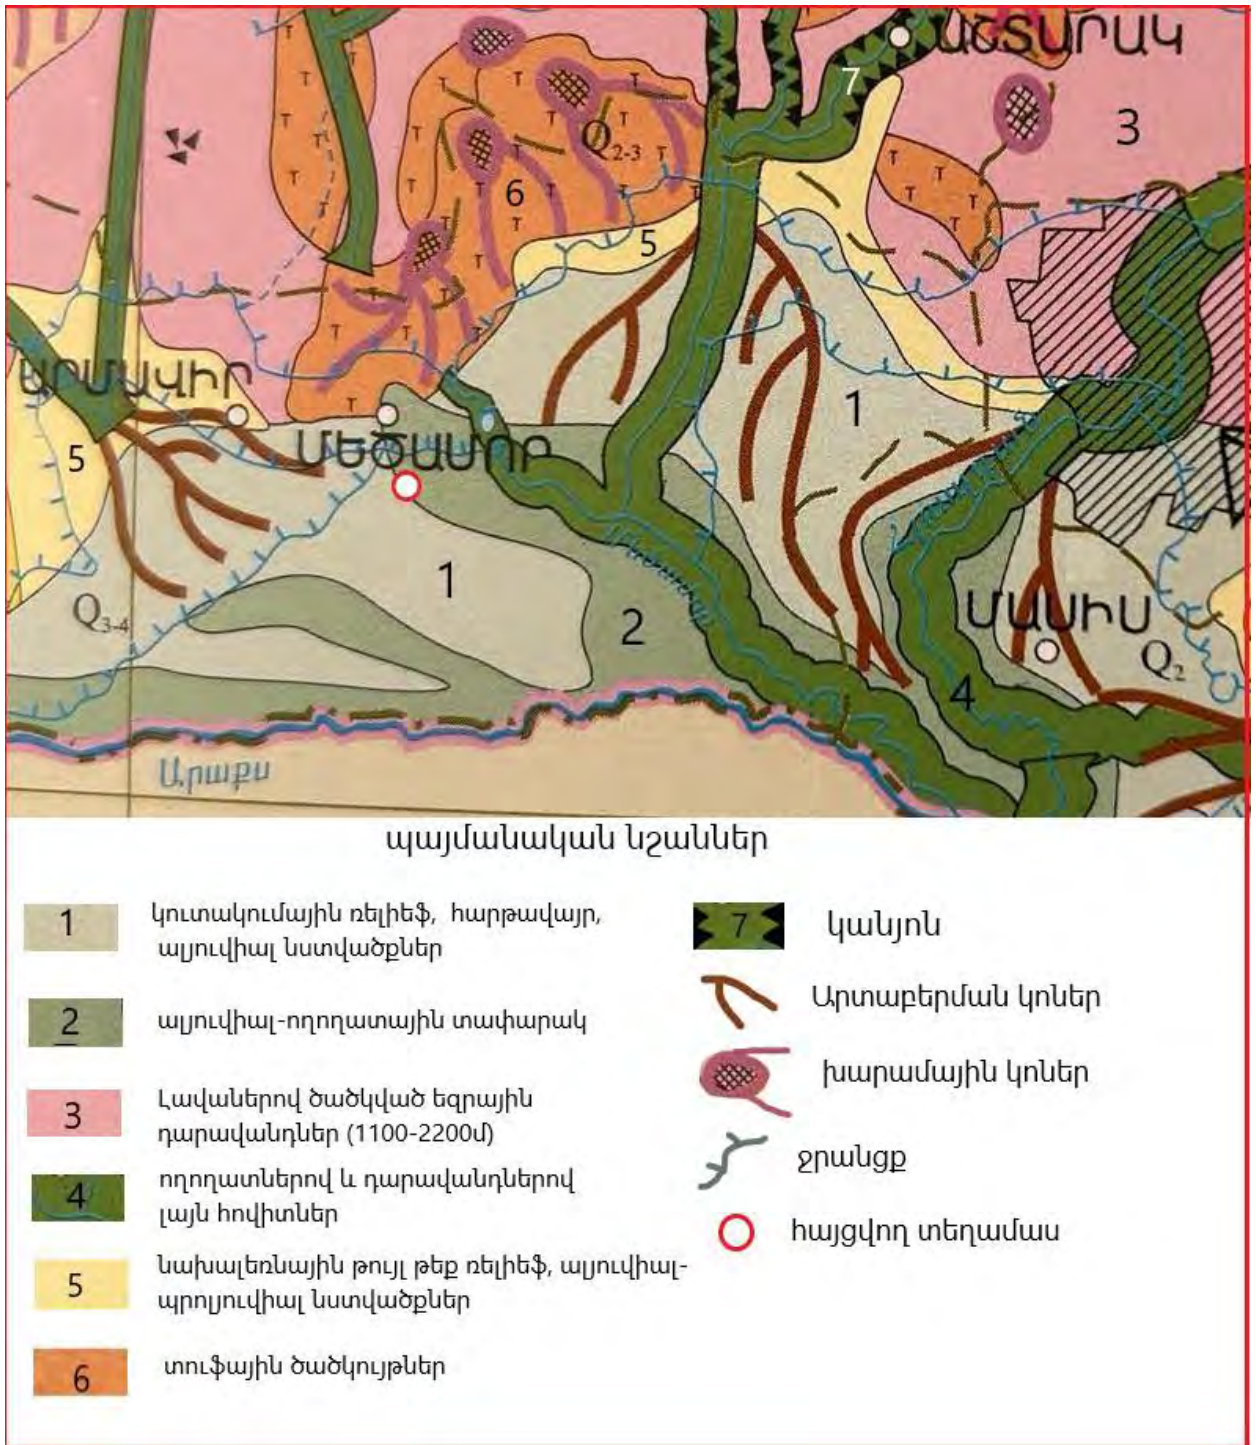 ԱՇՏԱՐԱԿ
7
3
Q2-3
6
5
ԱՐՄԱՎԻՐ
ՄԵԾԱՄՈՐ
1
5
1
Q3-4
2
ՄԱՍԻՍ
Q2
4
Արաքս
պայմանական նշաններ
1
կուտակումային ռելիեֆ, հարթավայր,
ալյուվիալ նստվածքներ
2
ալյուվիալ-ողողատային տափարակ
3
Լավաներով ծածկված եզրային
դարավանդներ (1100-2200մ)
4
ողողատներով և դարավանդներով
լայն հովիտներ
5
նախալեռնային թույլ թեք ռելիեֆ, ալյուվիալ-
պրոլյուվիալ նստվածքներ
6
տուֆային ծածկույթներ
7
կանյոն
Արտաբերման կոներ
խարամային կոներ
ջրանցք
հայցվող տեղամաս